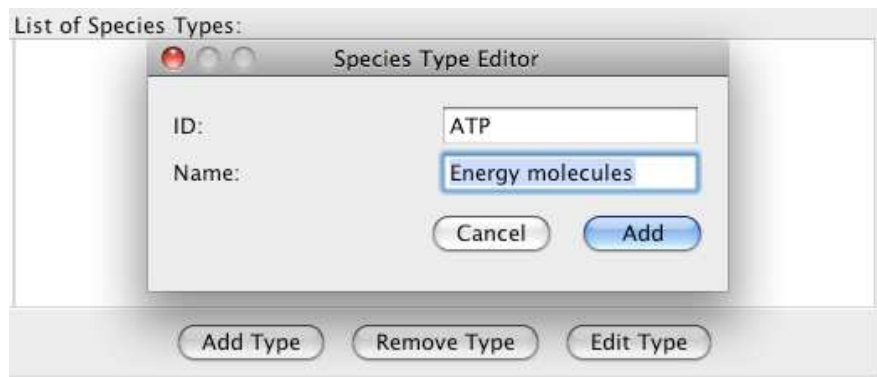 List of Species Types:
Species Type Editor
ID: ATP
Name: Energy molecules
Cancel Add
Add Type Remove Type Edit Type